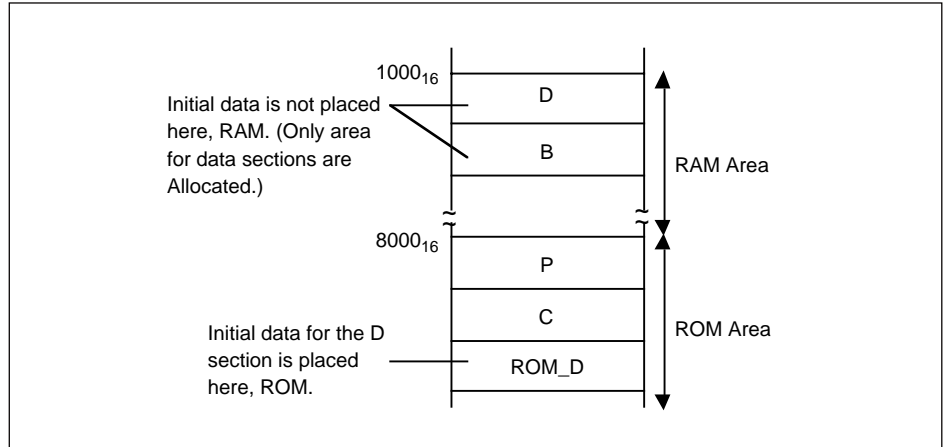 1000₁₆
D
Initial data is not placed
here, RAM. (Only area
for data sections are
Allocated.)
B
RAM Area
≈ ≈
8000₁₆
P
C
ROM Area
Initial data for the D
section is placed
here, ROM.
ROM_D